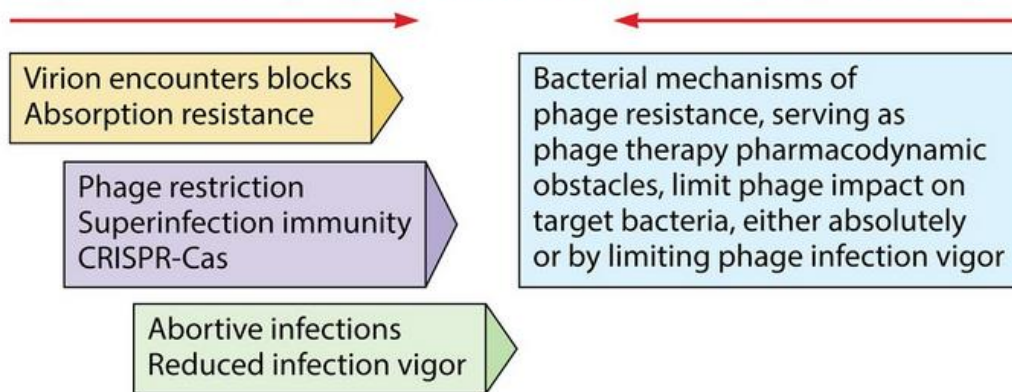 Virion encounters blocks
Absorption resistance
Phage restriction
Superinfection immunity
CRISPR-Cas
Abortive infections
Reduced infection vigor
Bacterial mechanisms of
phage resistance, serving as
phage therapy pharmacodynamic
obstacles, limit phage impact on
target bacteria, either absolutely
or by limiting phage infection vigor